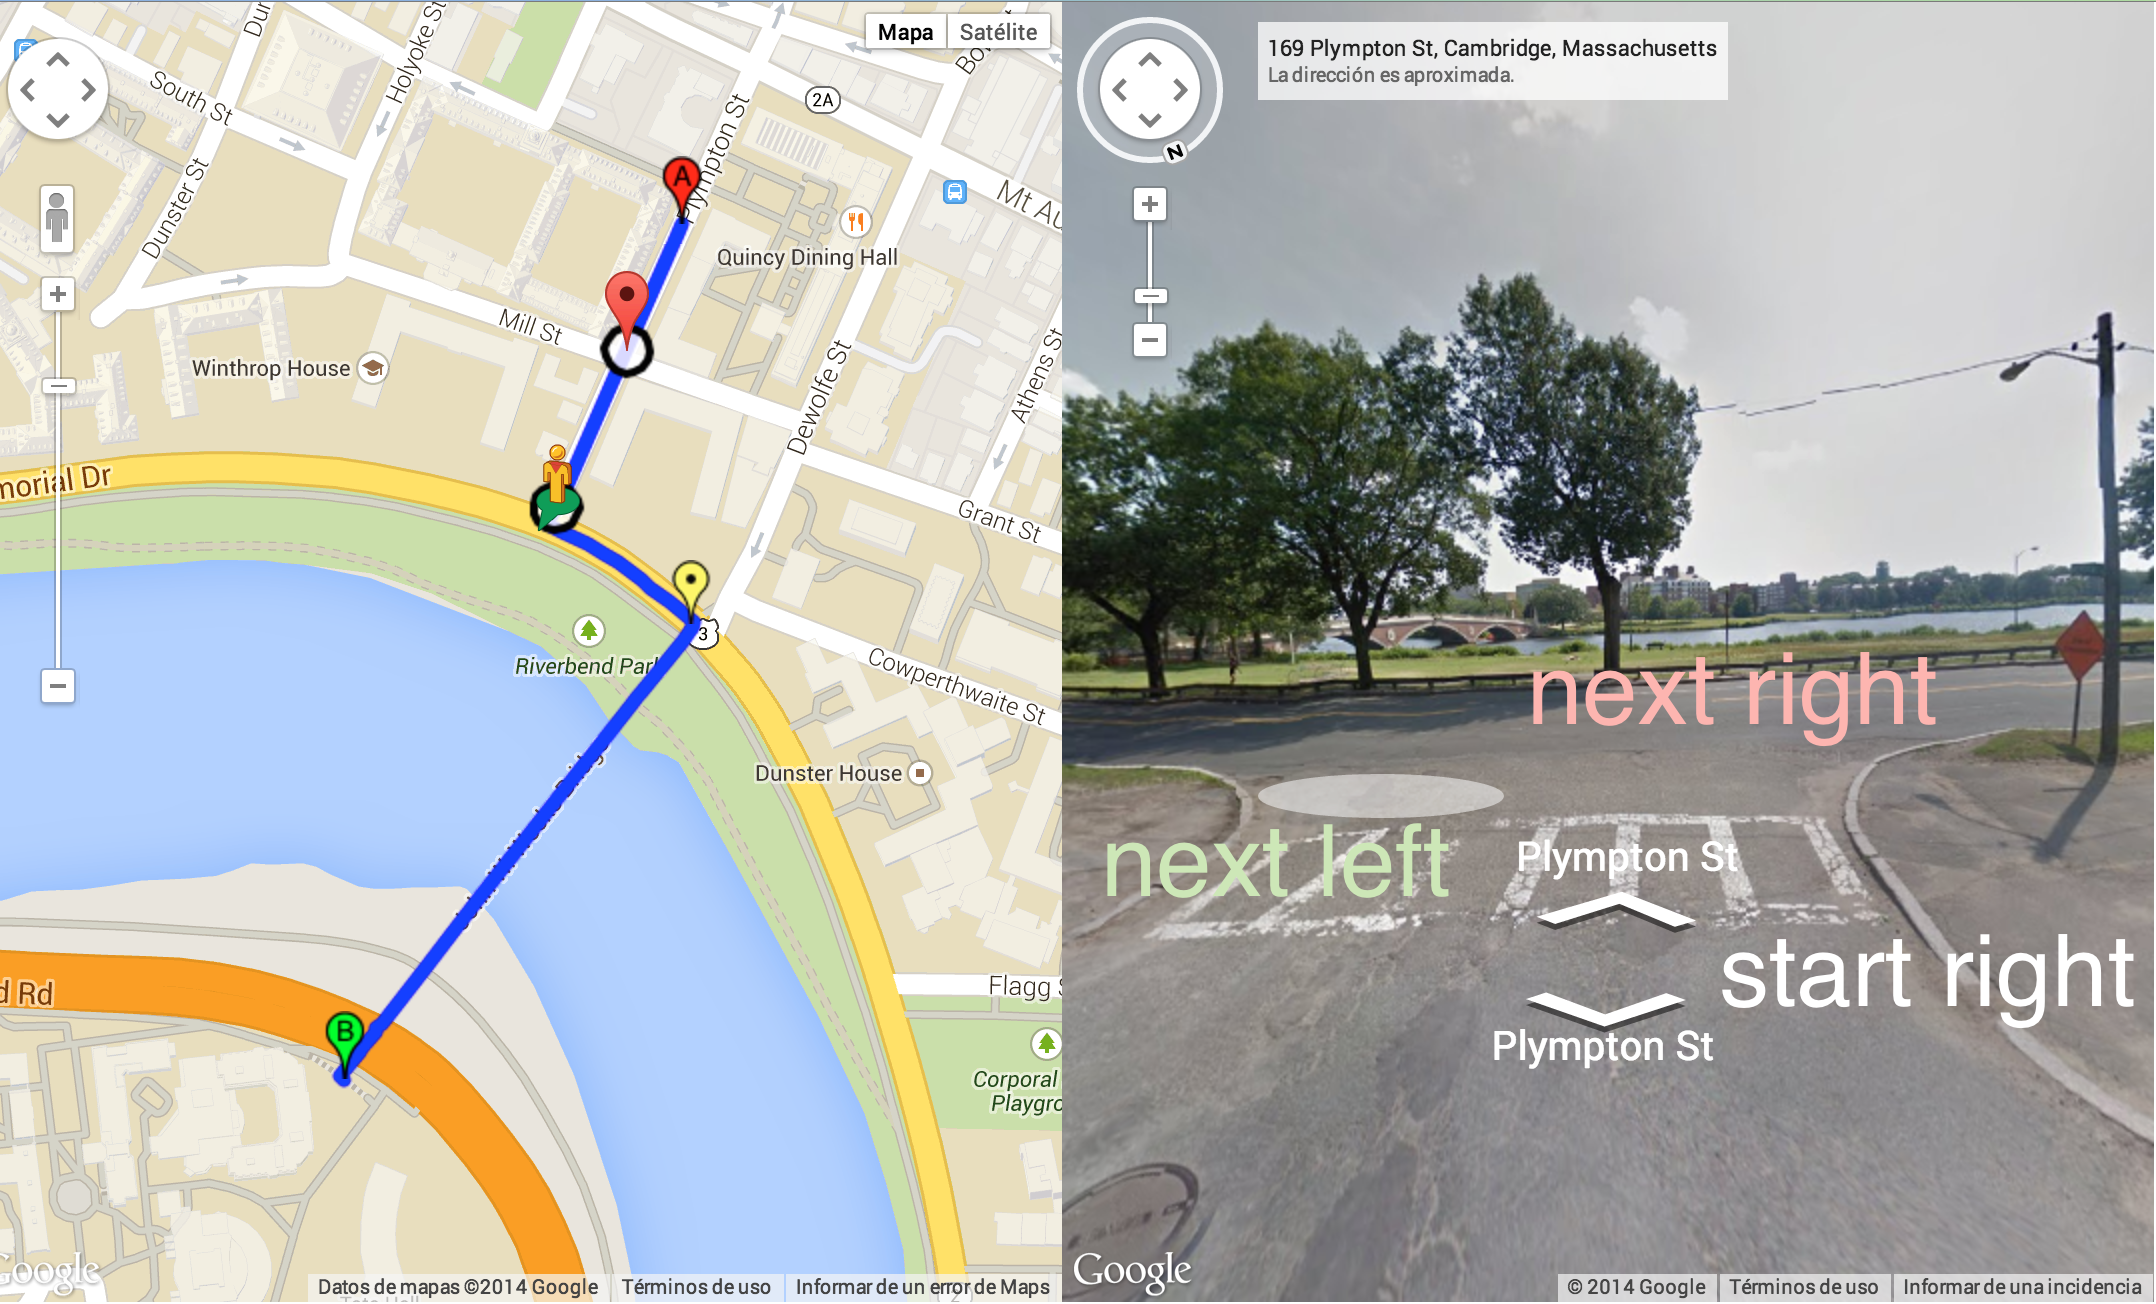 Mapa
Satélite
South St
Holyoke St
Dunster St
Plympton St
2A
Mt Au
A
Quincy Dining Hall
Mill St
Winthrop House
Dewolfe St
Athens St
morial Dr
Grant St
3
Riverbend Park
Cowperthwaite St
Dunster House
d Rd
B
Flagg S
Corporal
Playgro
Google
Datos de mapas ©2014 Google
Términos de uso
Informar de un error de Maps
169 Plympton St, Cambridge, Massachusetts
La dirección es aproximada.
N
next right
next left
Plympton St
start right
Plympton St
Google
© 2014 Google
Términos de uso
Informar de una incidencia